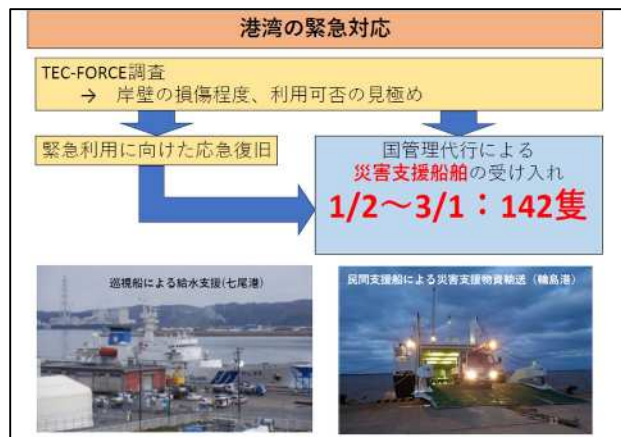 港湾の緊急対応
TEC-FORCE調査
→ 岸壁の損傷程度、利用可否の見極め
緊急利用に向けた応急復旧
国管理代行による
災害支援船舶の受け入れ
1/2～3/1：142隻
巡視船による給水支援(七尾港)
民間支援船による災害支援物資輸送（輪島港）